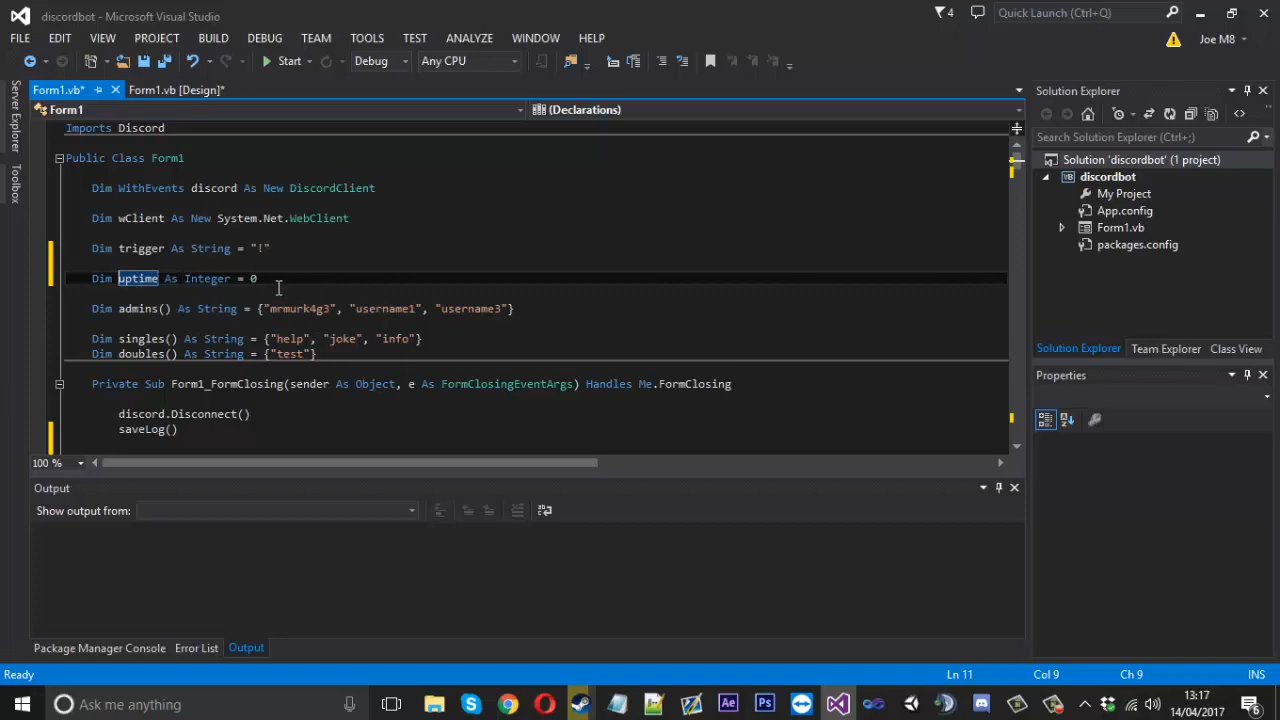 discordbot - Microsoft Visual Studio
4
Quick Launch (Ctrl+Q)
FILE EDIT VIEW PROJECT BUILD DEBUG TEAM TOOLS TEST ANALYZE WINDOW HELP
Joe M8
Start
Debug
Any CPU
Server Explorer
Toolbox
Form1.vb*
Form1.vb [Design]*
Form1
(Declarations)
Imports Discord
Public Class Form1
Dim WithEvents discord As New DiscordClient
Dim wClient As New System.Net.WebClient
Dim trigger As String = "!"
Dim uptime As Integer = 0
Dim admins() As String = {"mrmurk4g3", "username1", "username3"}
Dim singles() As String = {"help", "joke", "info"}
Dim doubles() As String = {"test"}
Private Sub Form1_FormClosing(sender As Object, e As FormClosingEventArgs) Handles Me.FormClosing
discord.Disconnect()
saveLog()
100 %
Output
Show output from:
Package Manager Console
Error List
Output
Solution Explorer
Search Solution Explorer (Ctrl+;)
Solution 'discordbot' (1 project)
discordbot
My Project
App.config
Form1.vb
packages.config
Solution Explorer
Team Explorer
Class View
Properties
Ready
Ln 11
Col 9
Ch 9
INS
Ask me anything
Ae
Ps
13:17
14/04/2017